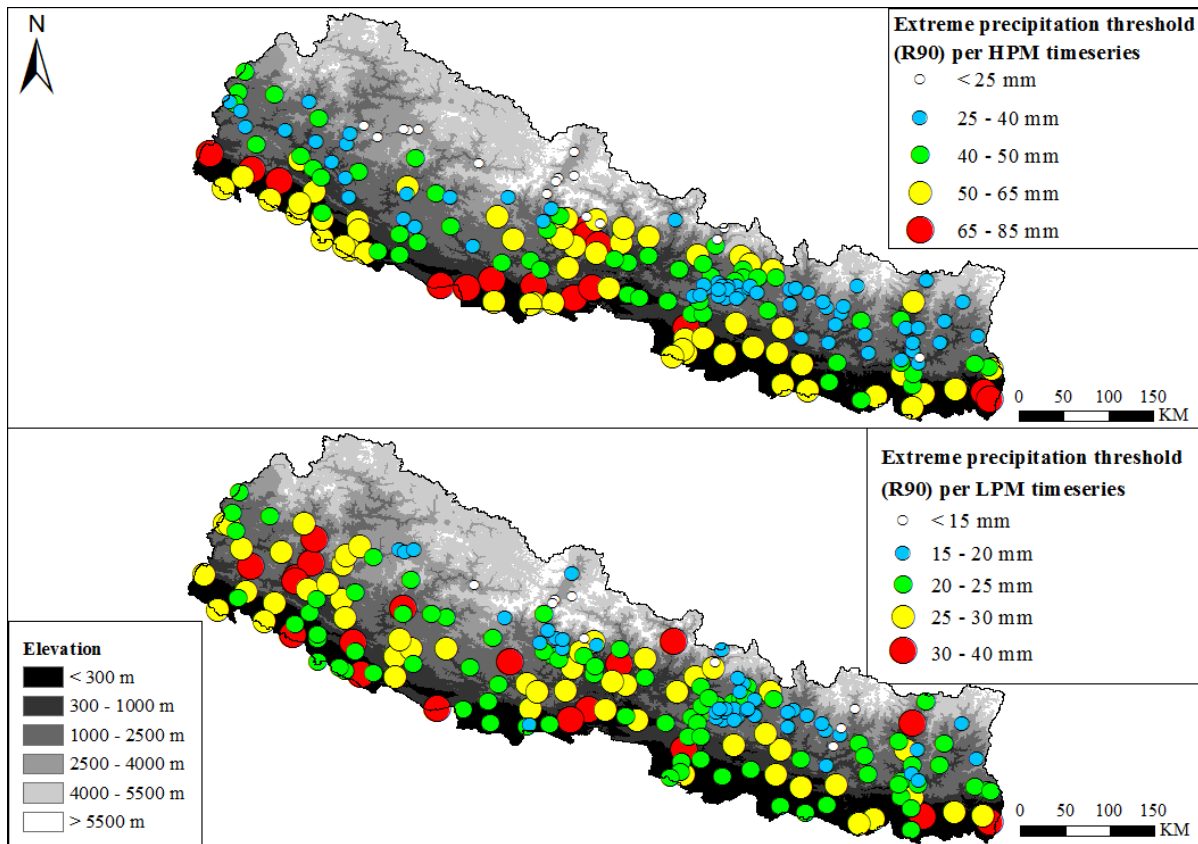 N
Extreme precipitation threshold
(R90) per HPM timeseries
< 25 mm
25 - 40 mm
40 - 50 mm
50 - 65 mm
65 - 85 mm
0 50 100 150
KM
Extreme precipitation threshold
(R90) per LPM timeseries
< 15 mm
15 - 20 mm
20 - 25 mm
25 - 30 mm
30 - 40 mm
Elevation
< 300 m
300 - 1000 m
1000 - 2500 m
2500 - 4000 m
4000 - 5500 m
> 5500 m
0 50 100 150
KM